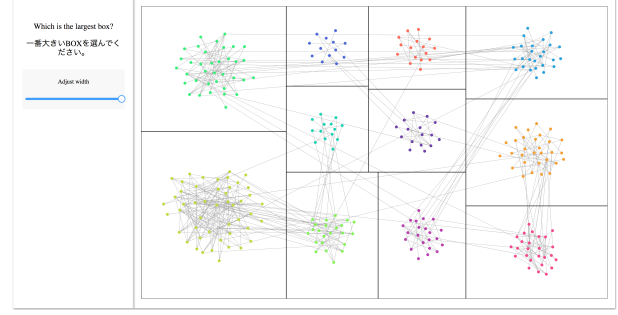 Which is the largest box?
一番大きいBOXを選んでく
ださい。
Adjust width